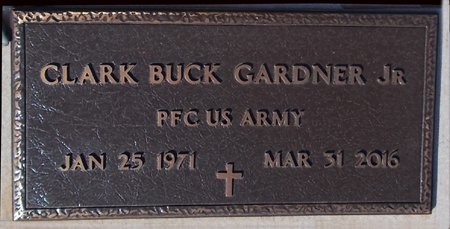 CLARK BUCK GARDNER JR
PFC US ARMY
JAN 25 1971 MAR 31 2016